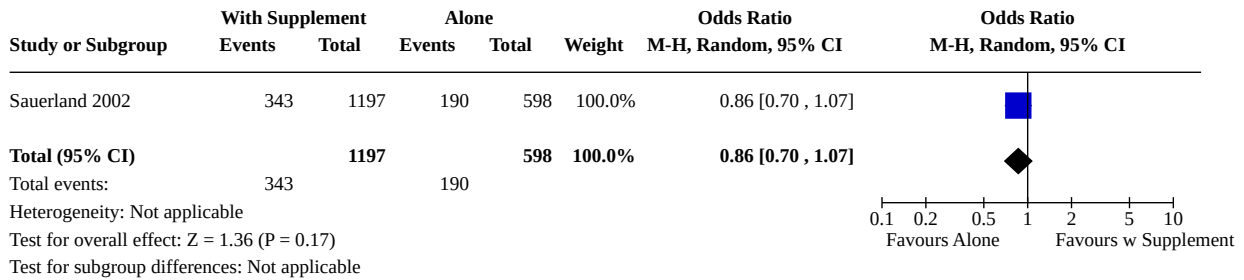 With Supplement Alone Odds Ratio Odds Ratio
Study or Subgroup Events Total Events Total Weight M-H, Random, 95% CI M-H, Random, 95% CI
Sauerland 2002 343 1197 190 598 100.0% 0.86 [0.70 , 1.07]
Total (95% CI) 1197 598 100.0% 0.86 [0.70 , 1.07]
Total events: 343 190
Heterogeneity: Not applicable
0.1 0.2 0.5 1 2 5 10
Test for overall effect: Z = 1.36 (P = 0.17) Favours Alone Favours w Supplement
Test for subgroup differences: Not applicable